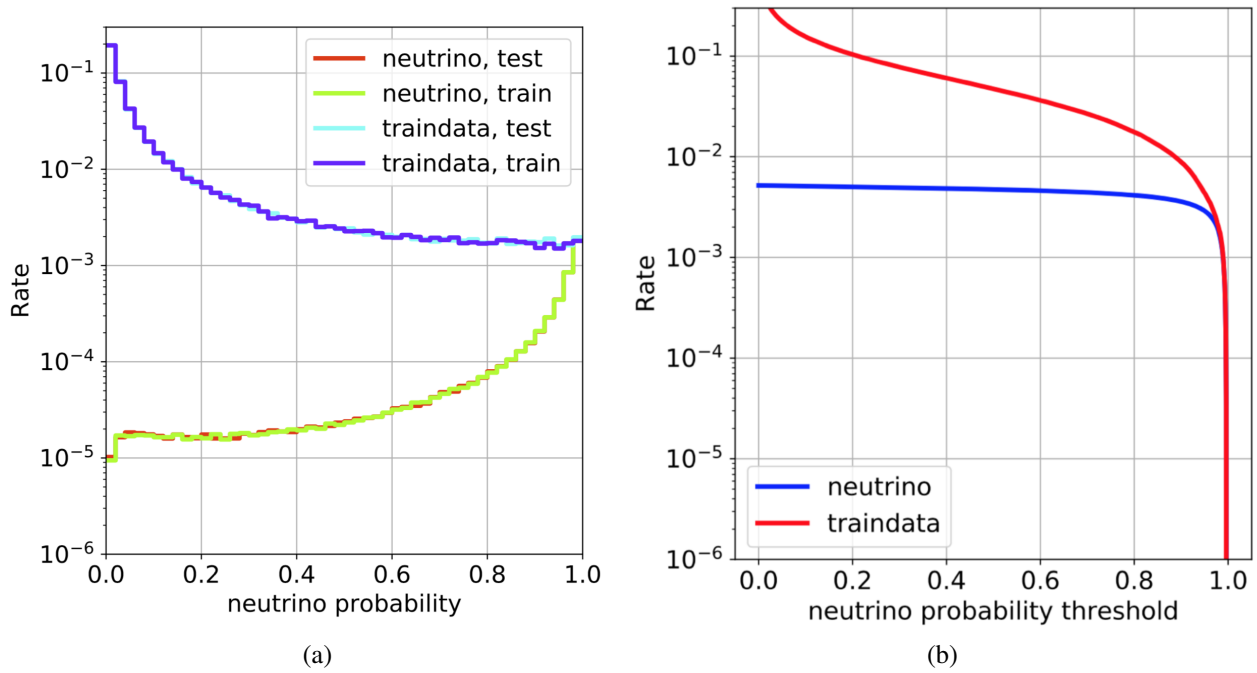 neutrino, test
neutrino, train
traindata, test
traindata, train
10⁻¹
10⁻²
10⁻³
10⁻⁴
10⁻⁵
10⁻⁶
Rate
0.0 0.2 0.4 0.6 0.8 1.0
neutrino probability
(a)
10⁻¹
10⁻²
10⁻³
10⁻⁴
10⁻⁵
10⁻⁶
Rate
neutrino
traindata
0.0 0.2 0.4 0.6 0.8 1.0
neutrino probability threshold
(b)